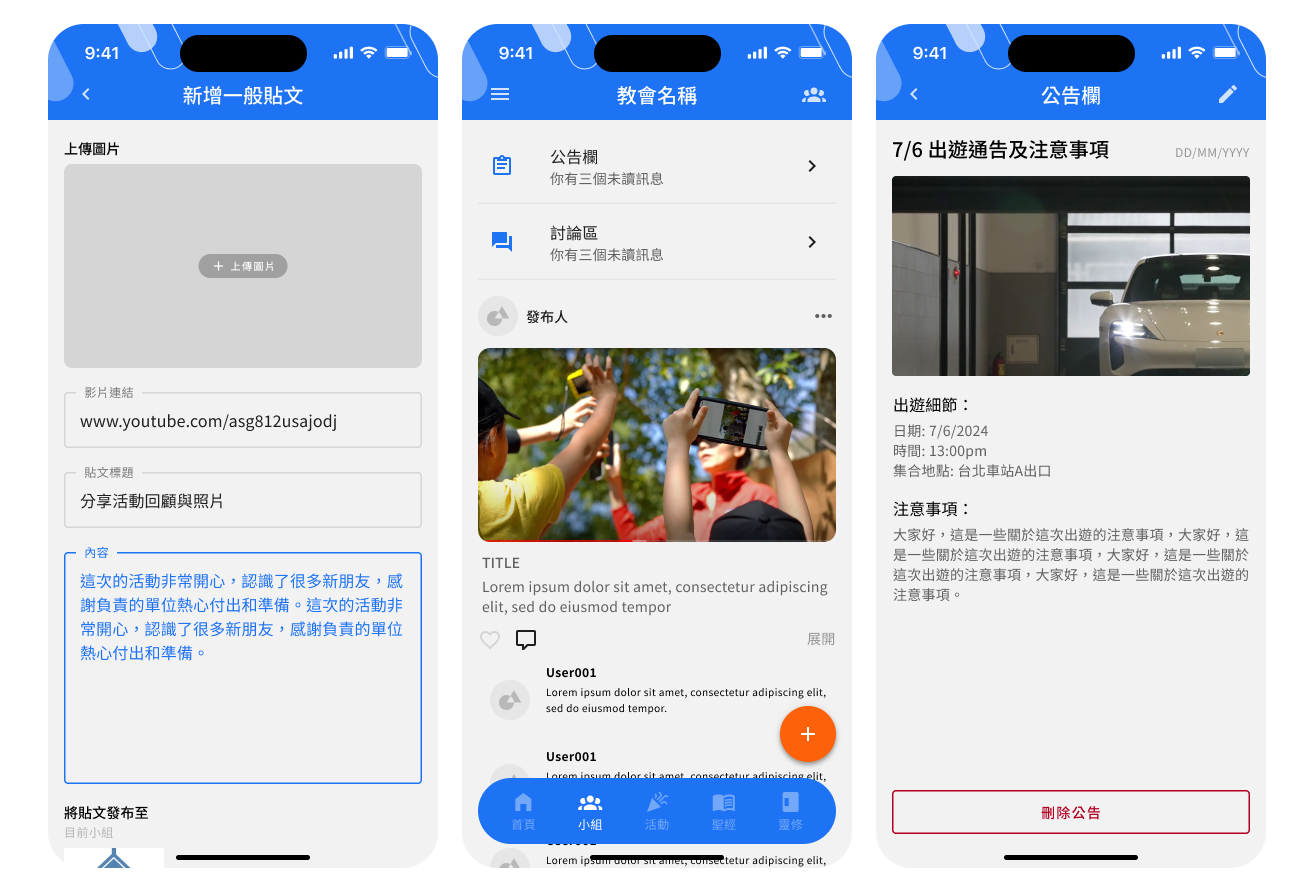 9:41
新增一般貼文
上傳圖片
+ 上傳圖片
影片連結
www.youtube.com/asg812usajodj
貼文標題
分享活動回顧與照片
內容
這次的活動非常開心，認識了很多新朋友，感
謝負責的單位熱心付出和準備。這次的活動非
常開心，認識了很多新朋友，感謝負責的單位
熱心付出和準備。
將貼文發布至
目前小組
9:41
教會名稱
公告欄
你有三個未讀訊息
討論區
你有三個未讀訊息
發布人
TITLE
Lorem ipsum dolor sit amet, consectetur adipiscing
elit, sed do eiusmod tempor
展開
User001
Lorem ipsum dolor sit amet, consectetur adipiscing elit,
sed do eiusmod tempor.
User001
Lorem ipsum dolor sit amet, consectetur adipiscing elit,
首頁
小組
活動
聖經
靈修
Lorem ipsum dolor sit amet, consectetur adipiscing elit,
9:41
公告欄
7/6 出遊通告及注意事項
DD/MM/YYYY
出遊細節：
日期: 7/6/2024
時間: 13:00pm
集合地點: 台北車站A出口
注意事項：
大家好，這是一些關於這次出遊的注意事項，大家好，這
是一些關於這次出遊的注意事項，大家好，這是一些關於
這次出遊的注意事項，大家好，這是一些關於這次出遊的
注意事項。
刪除公告